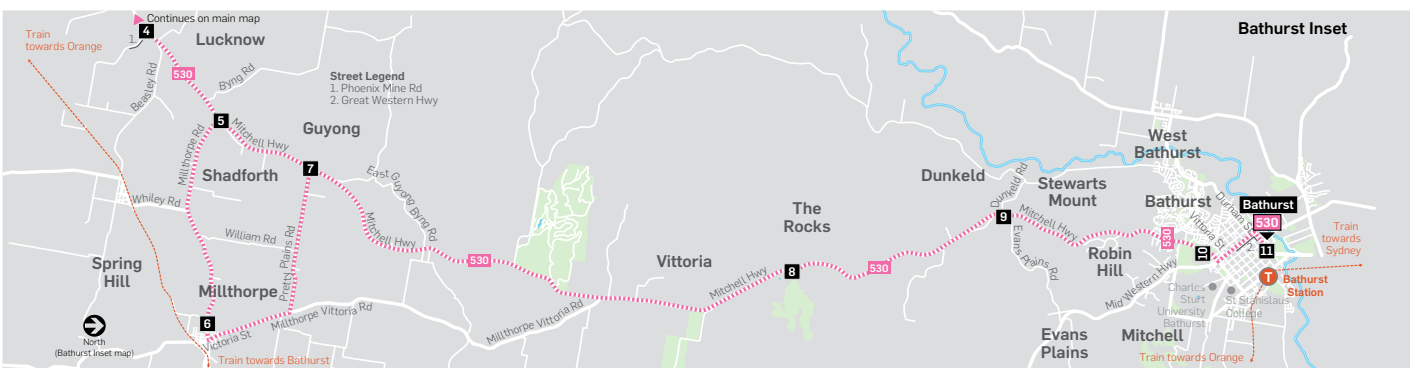 Continues on main map
Bathurst Inset
4
Train
towards Orange
1.
Lucknow
530
Byng Rd
Beasley Rd
Street Legend
1. Phoenix Mine Rd
2. Great Western Hwy
5
Mitchell Hwy
Guyong
Millthorpe Rd
7
Shadforth
East Guyong Rd
Byng Rd
Whiley Rd
William Rd
Mitchell Hwy
Pretty Plains Rd
530
Spring
Hill
Millthorpe
6
Victoria St
Millthorpe Vittoria Rd
North
(Bathurst Inset map)
Train towards Bathurst
Millthorpe Vittoria Rd
Vittoria
Mitchell Hwy
The
Rocks
8
530
Dunkeld
Dunkeld Rd
9
Stewarts
Mount
Mitchell Hwy
Evans Plains Rd
Robin
Hill
530
West
Bathurst
Bathurst
Durham St
Vittoria St
Bathurst
530
2.
10
11
Train
towards
Sydney
T
Bathurst
Station
Mid Western Hwy
Charles
Sturt
University
Bathurst
St Stanislaus
College
Evans
Plains
Mitchell
Train towards Orange